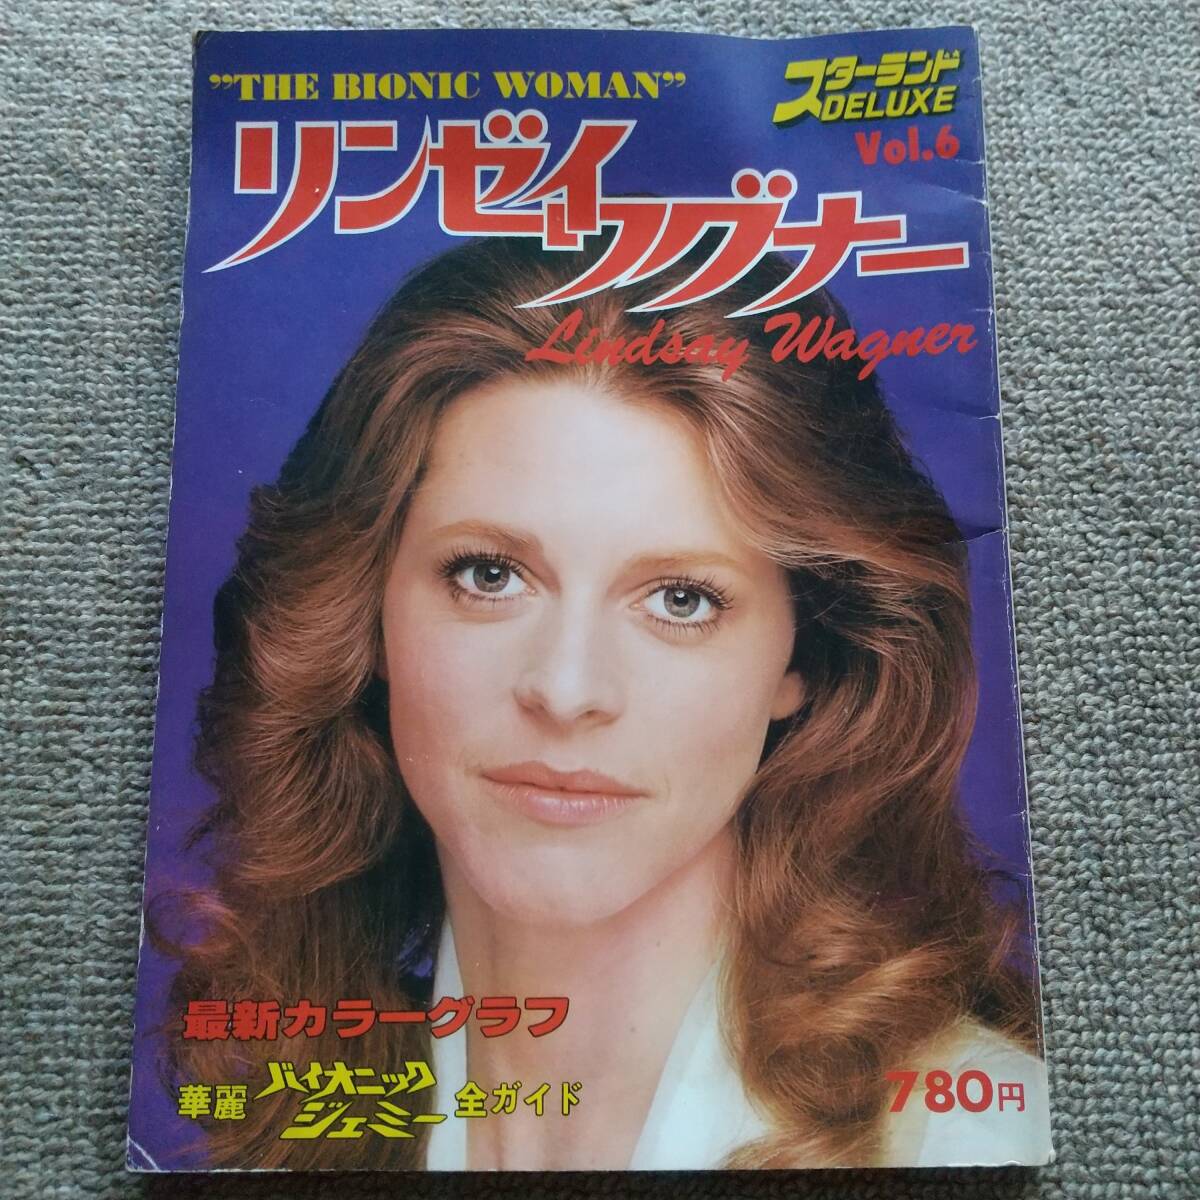 ”THE BIONIC WOMAN”
スターランド
DELUXE
Vol.6
リンゼイ
ワグナー
Lindsay Wagner
最新カラーグラフ
華麗 バイオニック ジェミー 全ガイド
780円